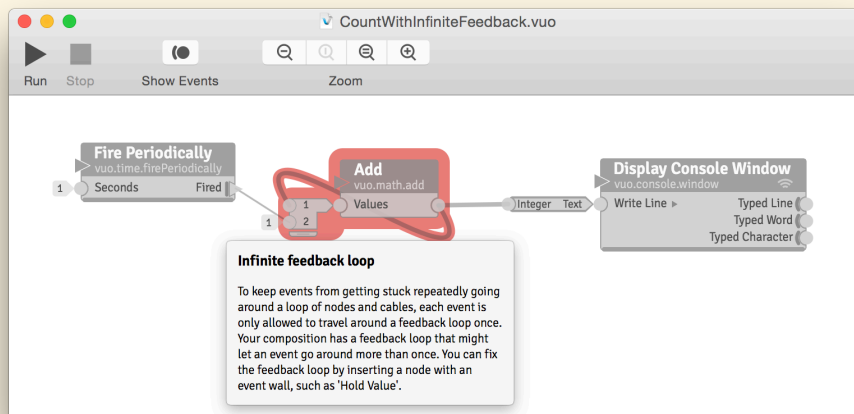 CountWithInfiniteFeedback.vuo
Run
Stop
Show Events
Zoom
Fire Periodically
vuo.time.firePeriodically
1
Seconds
Fired
Add
vuo.math.add
1
Values
1
2
Integer
Text
Display Console Window
vuo.console.window
Write Line
Typed Line
Typed Word
Typed Character
Infinite feedback loop
To keep events from getting stuck repeatedly going
around a loop of nodes and cables, each event is
only allowed to travel around a feedback loop once.
Your composition has a feedback loop that might
let an event go around more than once. You can fix
the feedback loop by inserting a node with an
event wall, such as 'Hold Value'.